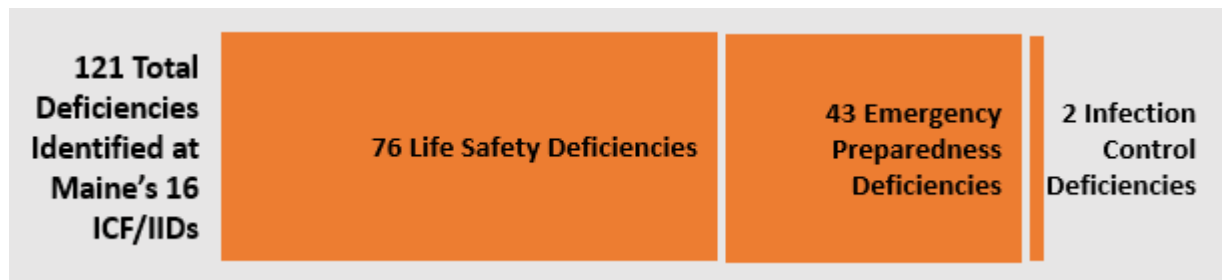 121 Total
Deficiencies
Identified at
Maine’s 16
ICF/IIDs
76 Life Safety Deficiencies
43 Emergency
Preparedness
Deficiencies
2 Infection
Control
Deficiencies